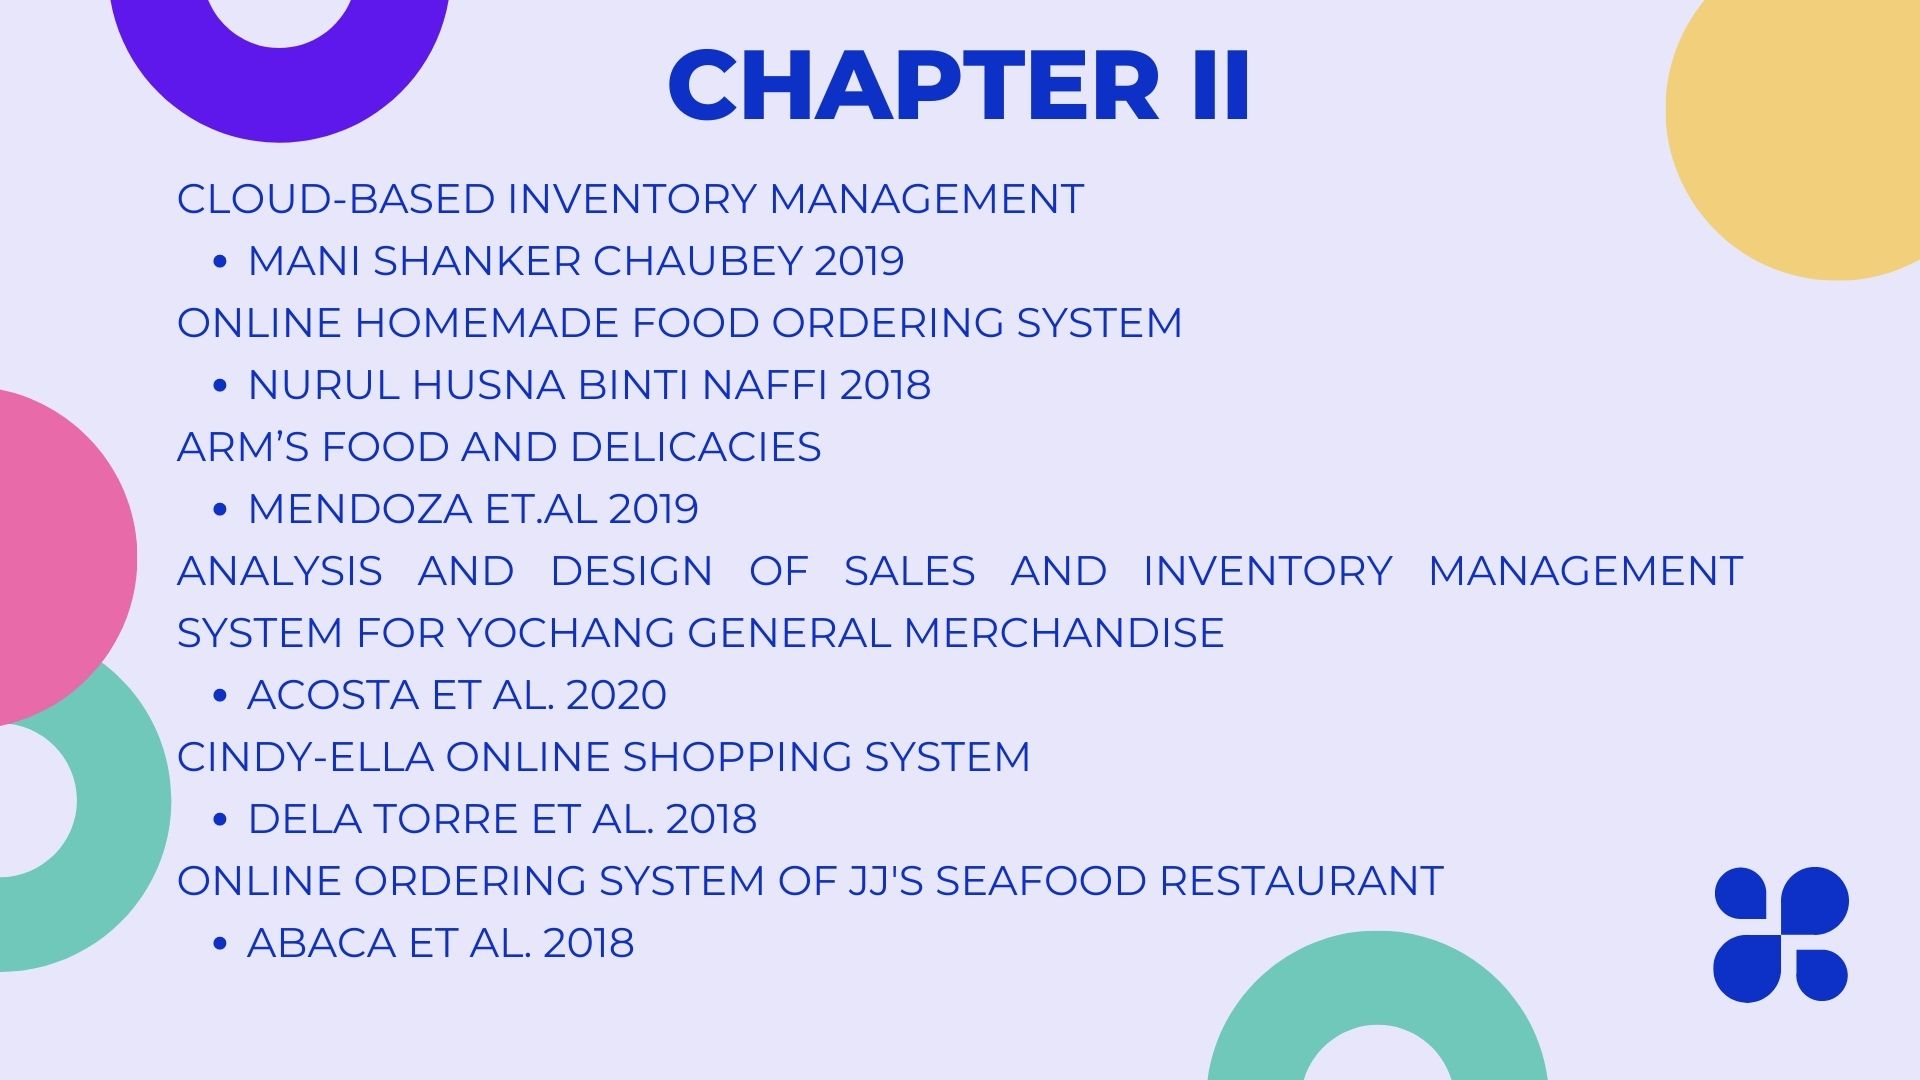 CHAPTER II
CLOUD-BASED INVENTORY MANAGEMENT
• MANI SHANKER CHAUBEY 2019
ONLINE HOMEMADE FOOD ORDERING SYSTEM
• NURUL HUSNA BINTI NAFFI 2018
ARM’S FOOD AND DELICACIES
• MENDOZA ET.AL 2019
ANALYSIS AND DESIGN OF SALES AND INVENTORY MANAGEMENT
SYSTEM FOR YOCHANG GENERAL MERCHANDISE
• ACOSTA ET AL. 2020
CINDY-ELLA ONLINE SHOPPING SYSTEM
• DELA TORRE ET AL. 2018
ONLINE ORDERING SYSTEM OF JJ'S SEAFOOD RESTAURANT
• ABACA ET AL. 2018